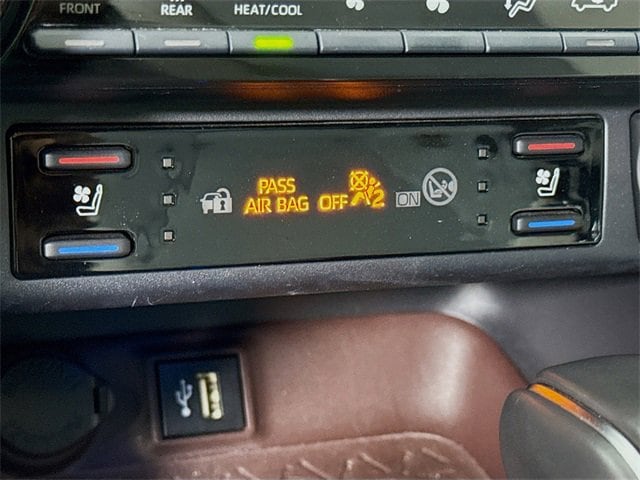 FRONT
REAR
HEAT/COOL
PASS
AIR BAG OFF 2 ON